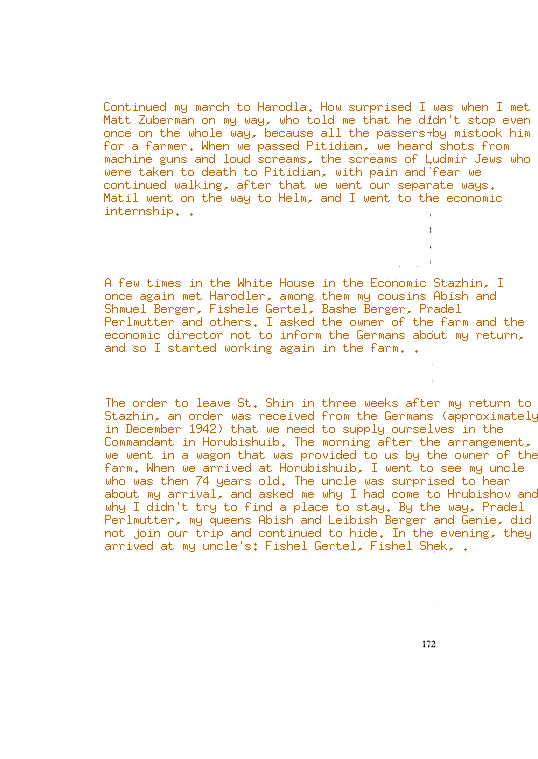 Continued my march to Harodla. How surprised I was when I met
Matt Zuberman on my way, who told me that he didn't stop even
once on the whole way, because all the passers-by mistook him
for a farmer. When we passed Pitidian, we heard shots from
machine guns and loud screams, the screams of Ludmir Jews who
were taken to death to Pitidian, with pain and fear we
continued walking, after that we went our separate ways.
Matil went on the way to Helm, and I went to the economic
internship. .
A few times in the White House in the Economic Stazhin, I
once again met Harodler, among them my cousins Abish and
Shmuel Berger, Fishele Gertel, Bashe Berger, Pradel
Perlmutter and others. I asked the owner of the farm and the
economic director not to inform the Germans about my return,
and so I started working again in the farm. .
The order to leave St. Shin in three weeks after my return to
Stazhin, an order was received from the Germans (approximately
in December 1942) that we need to supply ourselves in the
Commandant in Horubishuib. The morning after the arrangement,
we went in a wagon that was provided to us by the owner of the
farm. When we arrived at Horubishuib, I went to see my uncle
who was then 74 years old. The uncle was surprised to hear
about my arrival, and asked me why I had come to Hrubishov and
why I didn't try to find a place to stay. By the way, Pradel
Perlmutter, my queens Abish and Leibish Berger and Genie, did
not join our trip and continued to hide. In the evening, they
arrived at my uncle's: Fishel Gertel, Fishel Shek, .
172